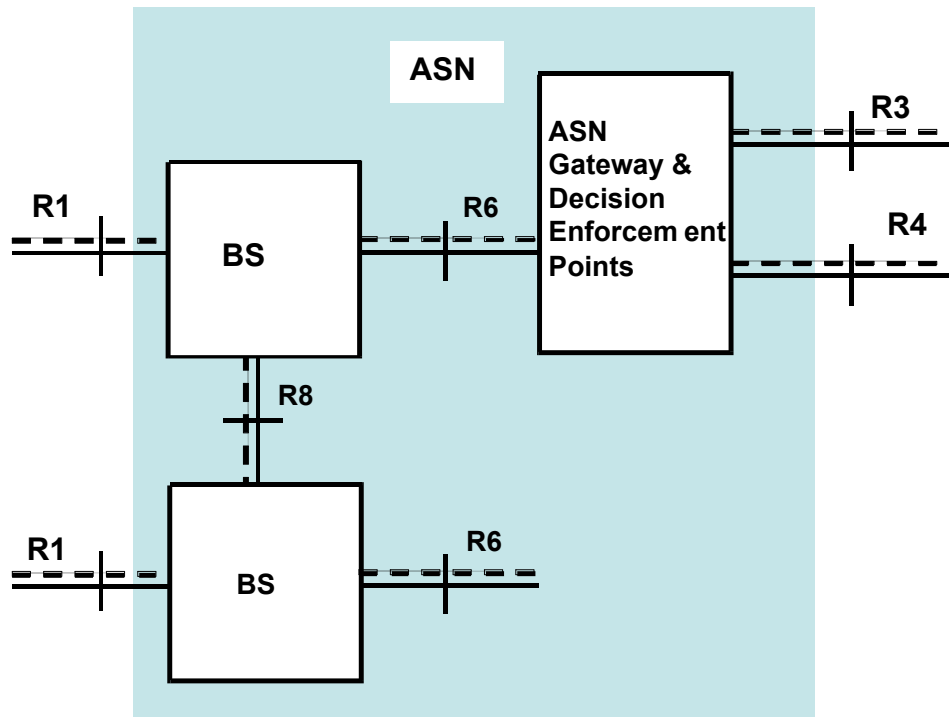 ASN
R3
ASN
Gateway &
Decision
Enforcem ent
Points
R1
R6
R4
BS
R8
R1
R6
BS